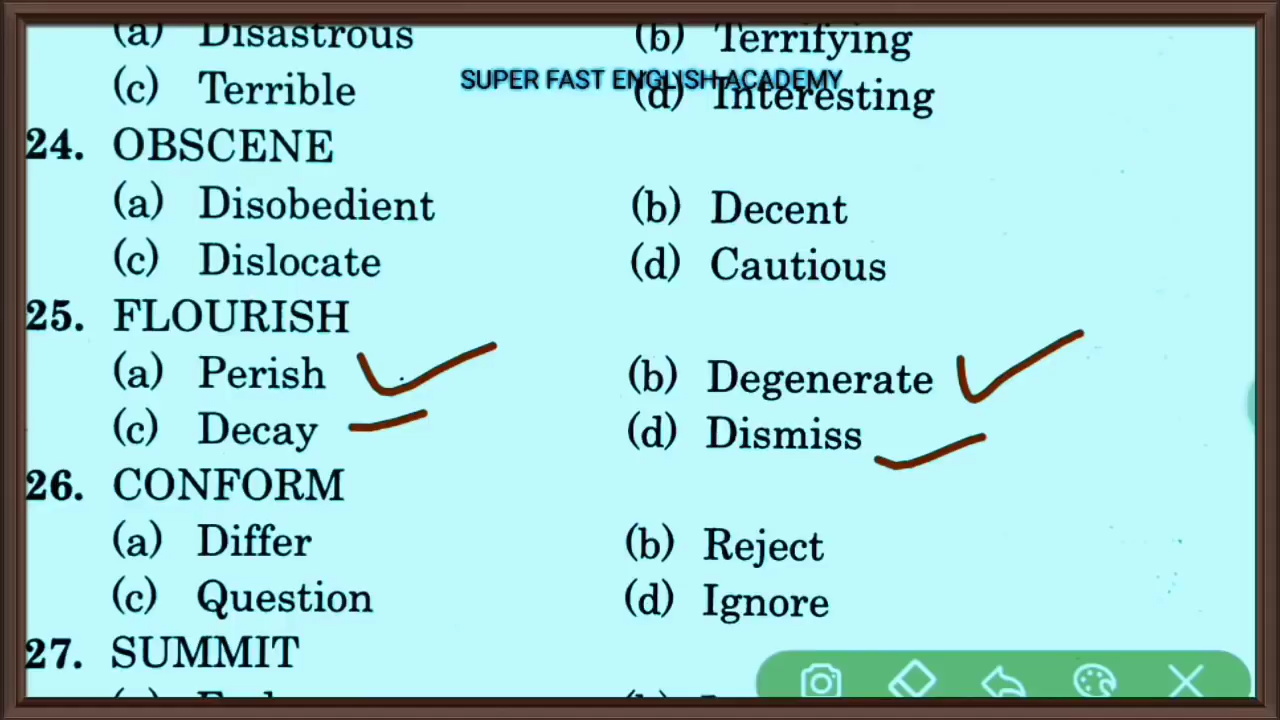 (a) Disastrous (b) Terrifying
SUPER FAST ENGLISH ACADEMY
(c) Terrible (d) Interesting
24. OBSCENE
(a) Disobedient (b) Decent
(c) Dislocate (d) Cautious
25. FLOURISH
(a) Perish (b) Degenerate
(c) Decay (d) Dismiss
26. CONFORM
(a) Differ (b) Reject
(c) Question (d) Ignore
27. SUMMIT